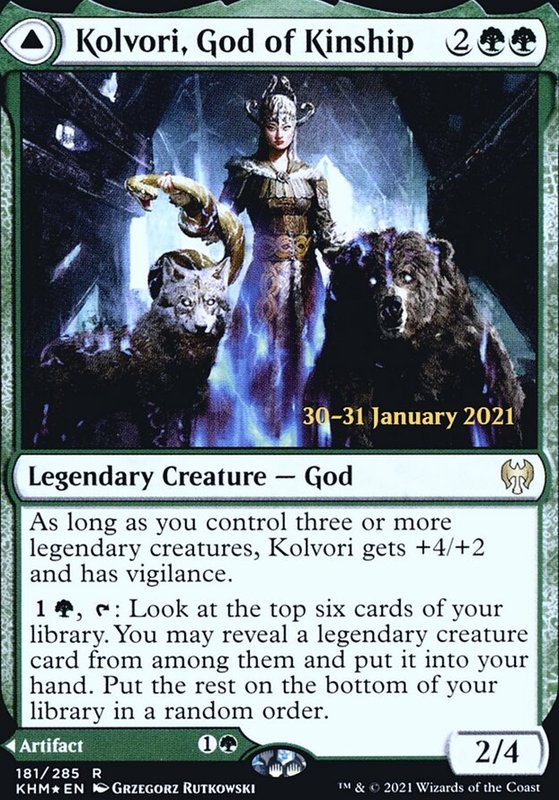 Kolvori, God of Kinship 2
30–31 January 2021
Legendary Creature — God
As long as you control three or more
legendary creatures, Kolvori gets +4/+2
and has vigilance.
1 , : Look at the top six cards of your
library. You may reveal a legendary creature
card from among them and put it into your
hand. Put the rest on the bottom of your
library in a random order.
Artifact 1
2/4
181/285 R
KHM★EN Grzegorz Rutkowski
™ & © 2021 Wizards of the Coast